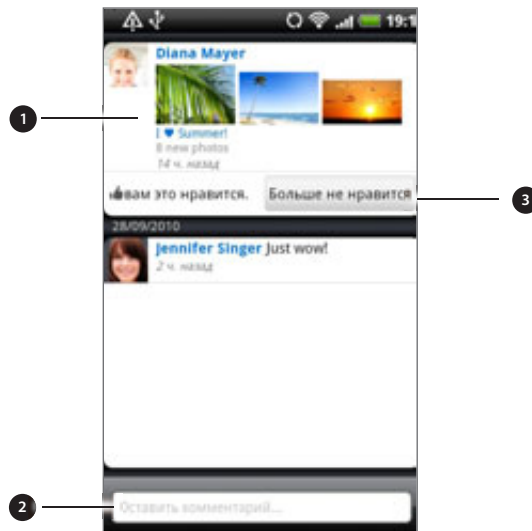 19:1
Diana Mayer
I ♥ Summer!
8 new photos
14 ч. назад
вам это нравится.
Больше не нравится
28/09/2010
Jennifer Singer Just wow!
2 ч. назад
Оставить комментарий...
1
2
3